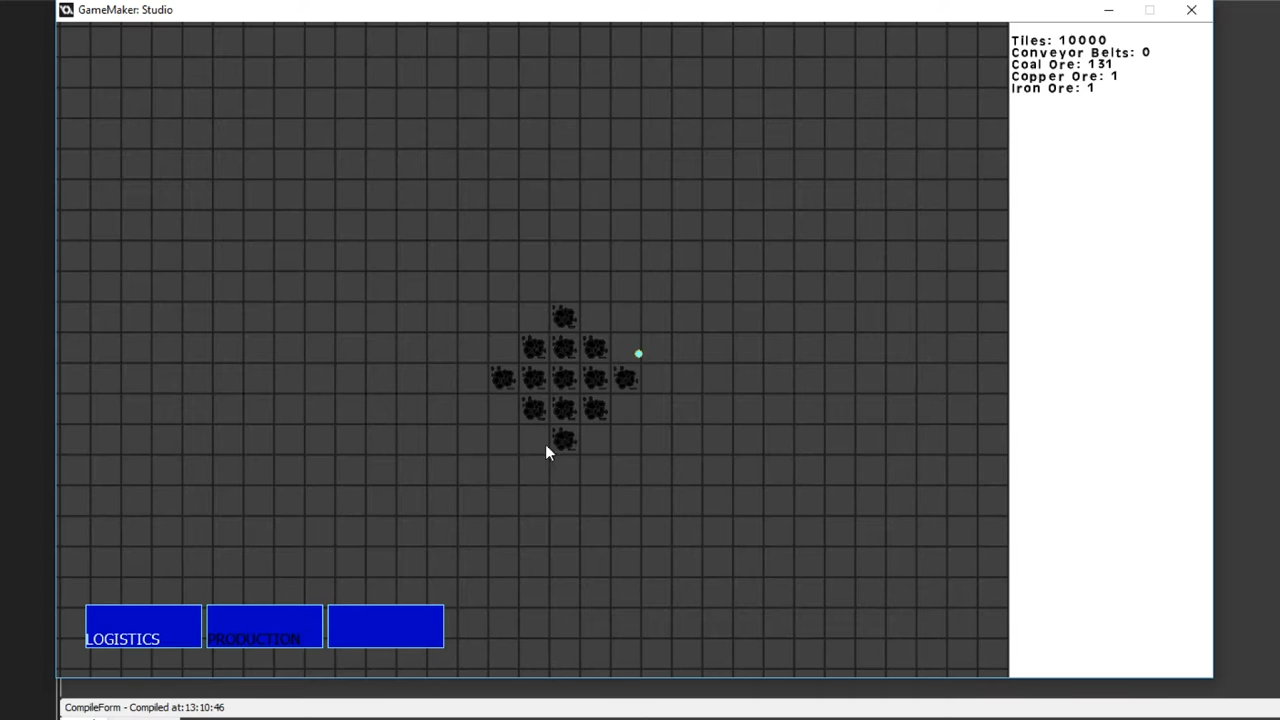 GameMaker: Studio
Tiles: 10000
Conveyor Belts: 0
Coal Ore: 131
Copper Ore: 1
Iron Ore: 1
LOGISTICS
PRODUCTION
CompileForm - Compiled at:13:10:46